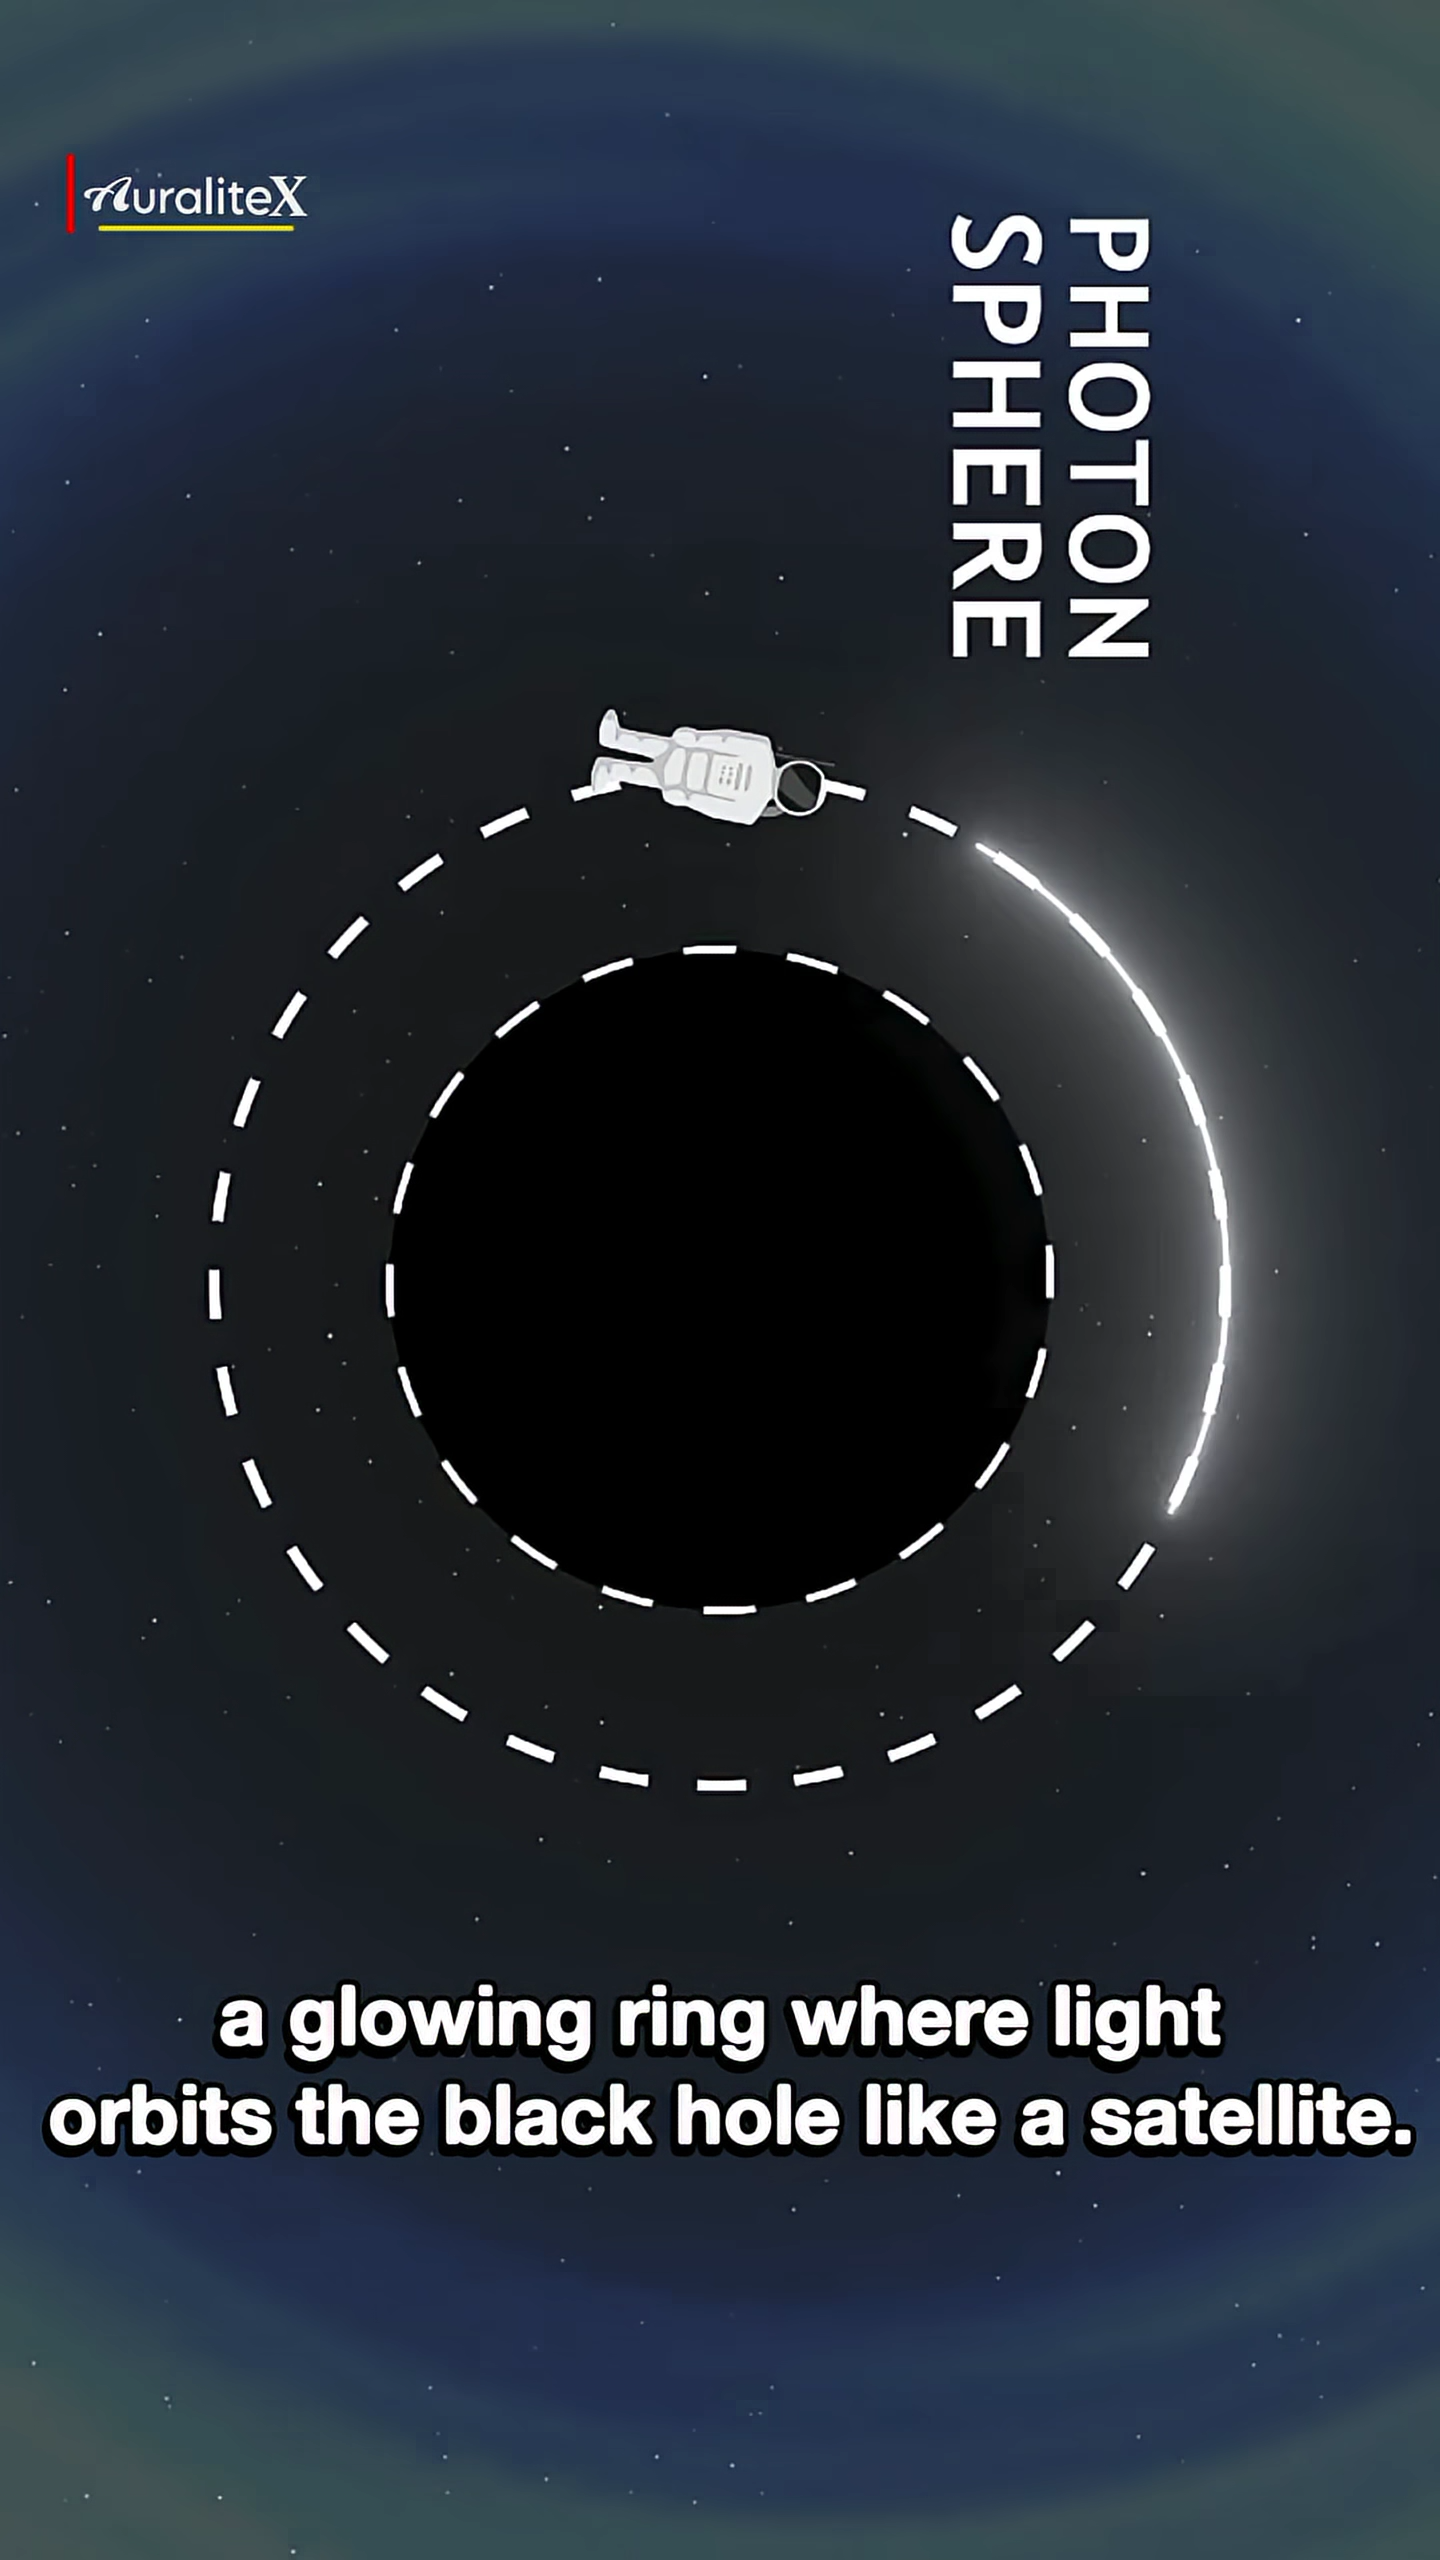 AuraliteX
PHOTON
SPHERE
a glowing ring where light
orbits the black hole like a satellite.